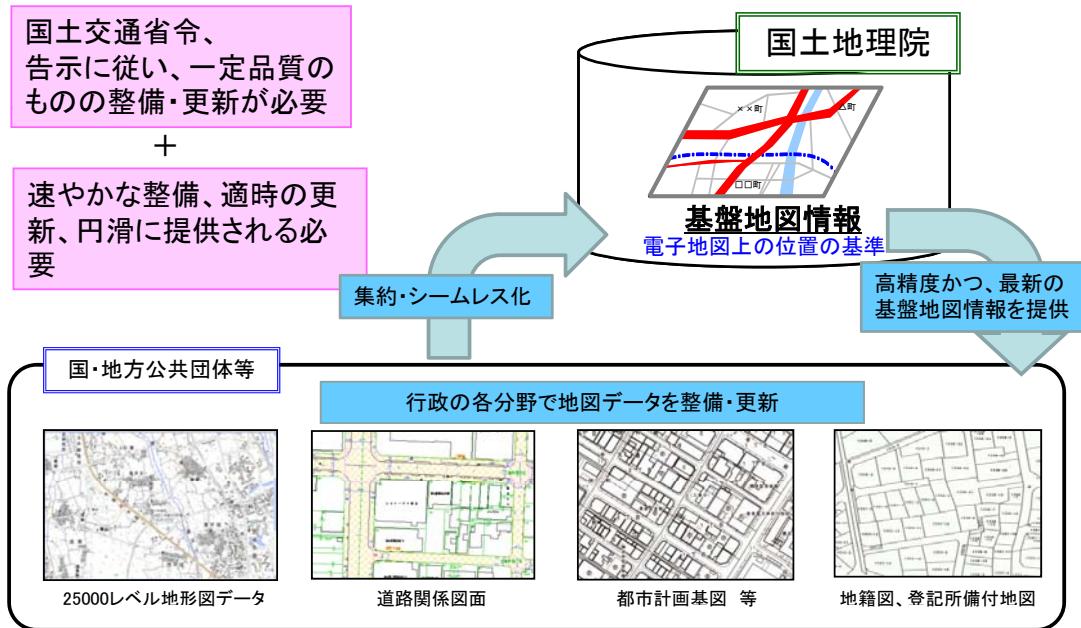 国土交通省令、
告示に従い、一定品質の
ものの整備・更新が必要
+
速やかな整備、適時の更
新、円滑に提供される必
要
国土地理院
××町
△町
□□町
基盤地図情報
電子地図上の位置の基準
集約・シームレス化
高精度かつ、最新の
基盤地図情報を提供
国・地方公共団体等
行政の各分野で地図データを整備・更新
25000レベル地形図データ
道路関係図面
都市計画基図 等
地籍図、登記所備付地図